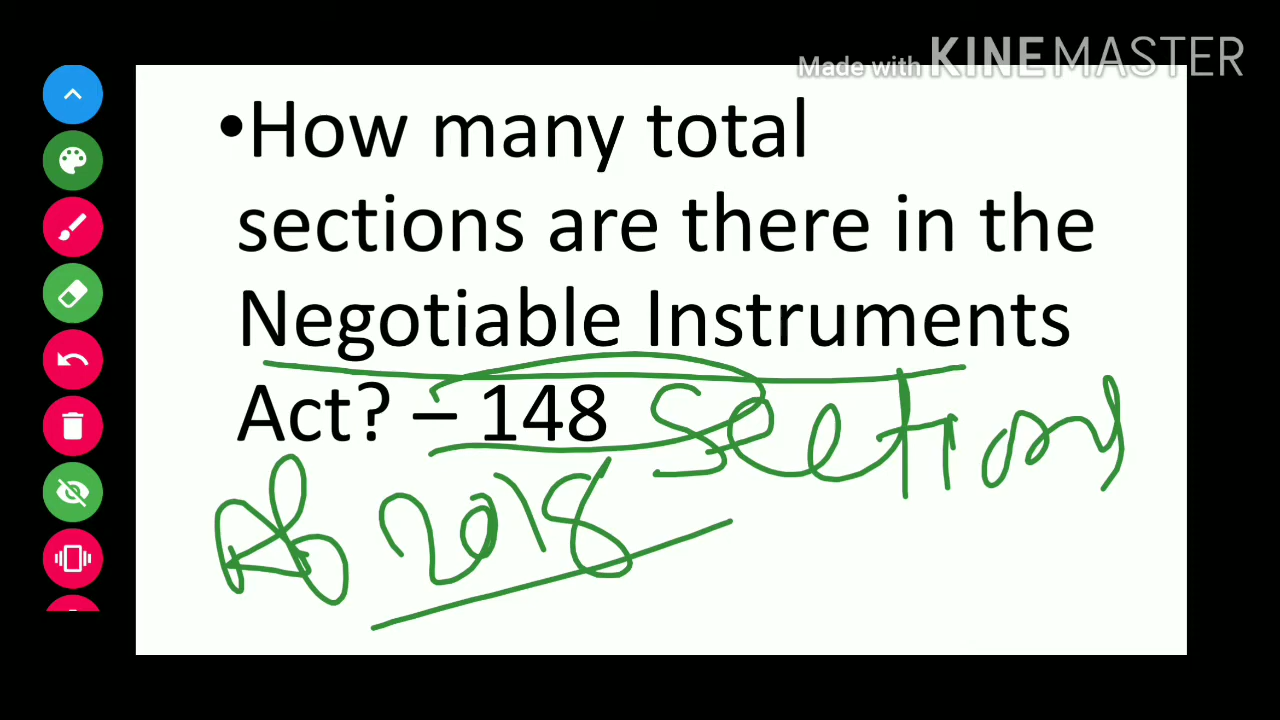 Made with KINEMASTER
•How many total
sections are there in the
Negotiable Instruments
Act? – 148 Sections
2018